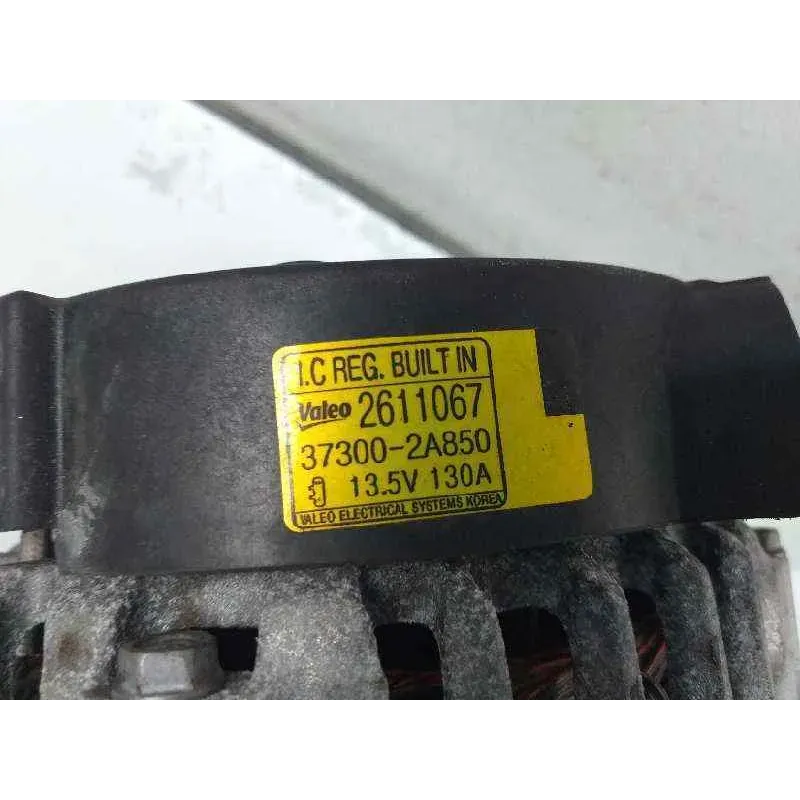 I.C REG. BUILT IN
Valeo 2611067
37300-2A850
13.5V 130A
VALEO ELECTRICAL SYSTEMS KOREA